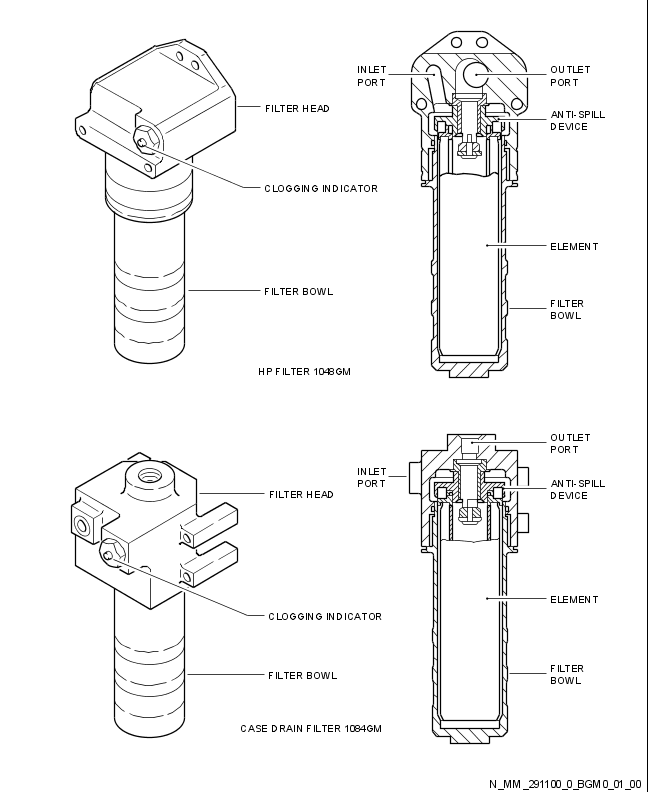 INLET
PORT
OUTLET
PORT
FILTER HEAD
ANTI-SPILL
DEVICE
CLOGGING INDICATOR
ELEMENT
FILTER BOWL
FILTER
BOWL
HP FILTER 1048GM
OUTLET
PORT
INLET
PORT
FILTER HEAD
ANTI-SPILL
DEVICE
ELEMENT
CLOGGING INDICATOR
FILTER BOWL
FILTER
BOWL
CASE DRAIN FILTER 1084GM
N_MM_291100_0_BGM0_01_00